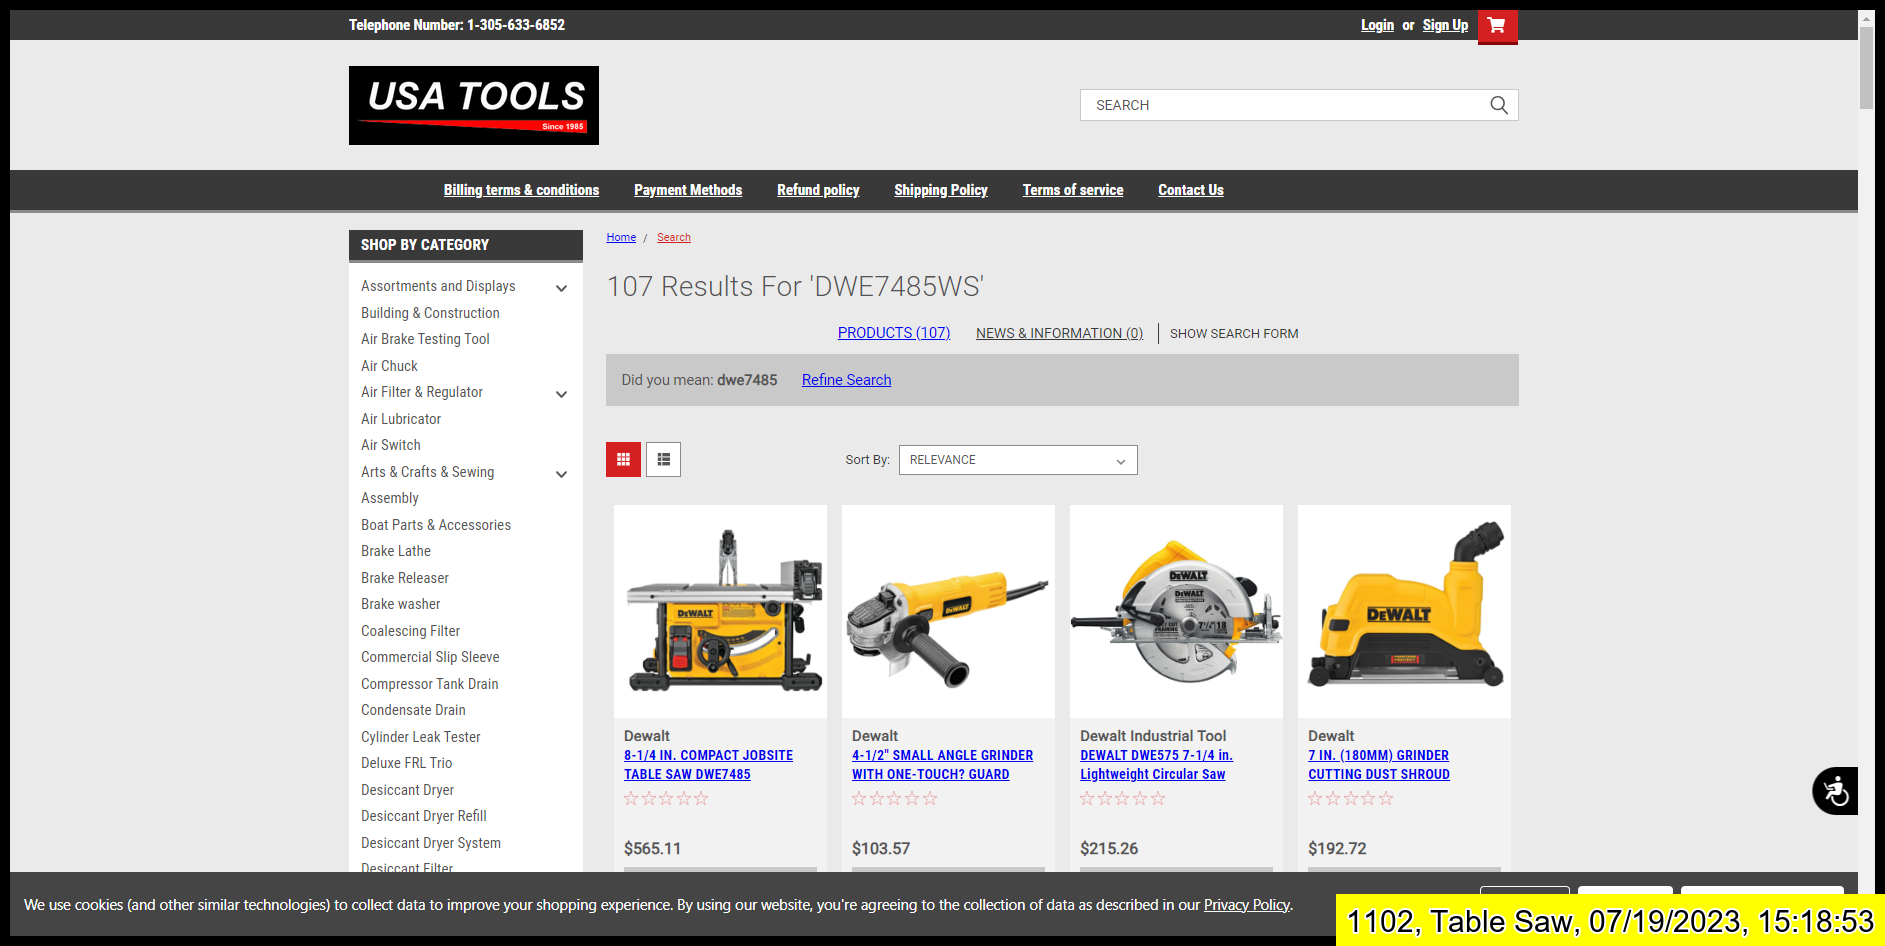 Telephone Number: 1-305-633-6852
Login or Sign Up
USA TOOLS
Since 1985
SEARCH
Billing terms & conditions Payment Methods Refund policy Shipping Policy Terms of service Contact Us
SHOP BY CATEGORY
Assortments and Displays
Building & Construction
Air Brake Testing Tool
Air Chuck
Air Filter & Regulator
Air Lubricator
Air Switch
Arts & Crafts & Sewing
Assembly
Boat Parts & Accessories
Brake Lathe
Brake Releaser
Brake washer
Coalescing Filter
Commercial Slip Sleeve
Compressor Tank Drain
Condensate Drain
Cylinder Leak Tester
Deluxe FRL Trio
Desiccant Dryer
Desiccant Dryer Refill
Desiccant Dryer System
Desiccant Filter
Home / Search
107 Results For 'DWE7485WS'
PRODUCTS (107) NEWS & INFORMATION (0) SHOW SEARCH FORM
Did you mean: dwe7485 Refine Search
Sort By: RELEVANCE
DEWALT
Dewalt
8-1/4 IN. COMPACT JOBSITE
TABLE SAW DWE7485
$565.11
DEWALT
Dewalt
4-1/2" SMALL ANGLE GRINDER
WITH ONE-TOUCH? GUARD
$103.57
DEWALT
DEWALT
7 1/4" 18
Dewalt Industrial Tool
DEWALT DWE575 7-1/4 in.
Lightweight Circular Saw
$215.26
DEWALT
Dewalt
7 IN. (180MM) GRINDER
CUTTING DUST SHROUD
$192.72
We use cookies (and other similar technologies) to collect data to improve your shopping experience. By using our website, you're agreeing to the collection of data as described in our Privacy Policy.
1102, Table Saw, 07/19/2023, 15:18:53